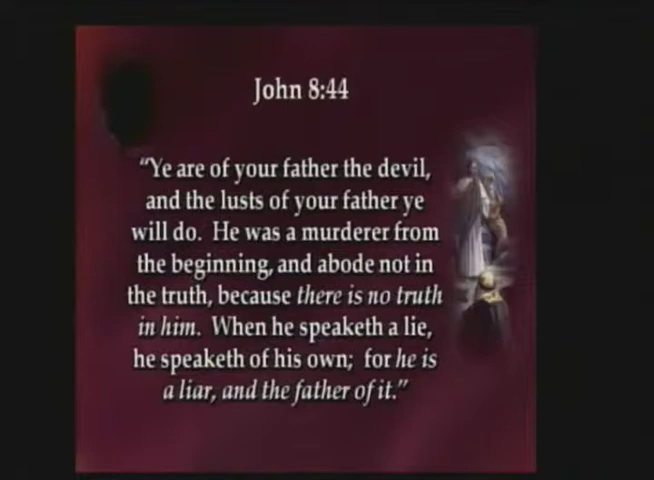 John 8:44
“Ye are of your father the devil,
and the lusts of your father ye
will do. He was a murderer from
the beginning, and abode not in
the truth, because there is no truth
in him. When he speaketh a lie,
he speaketh of his own; for he is
a liar, and the father of it.”